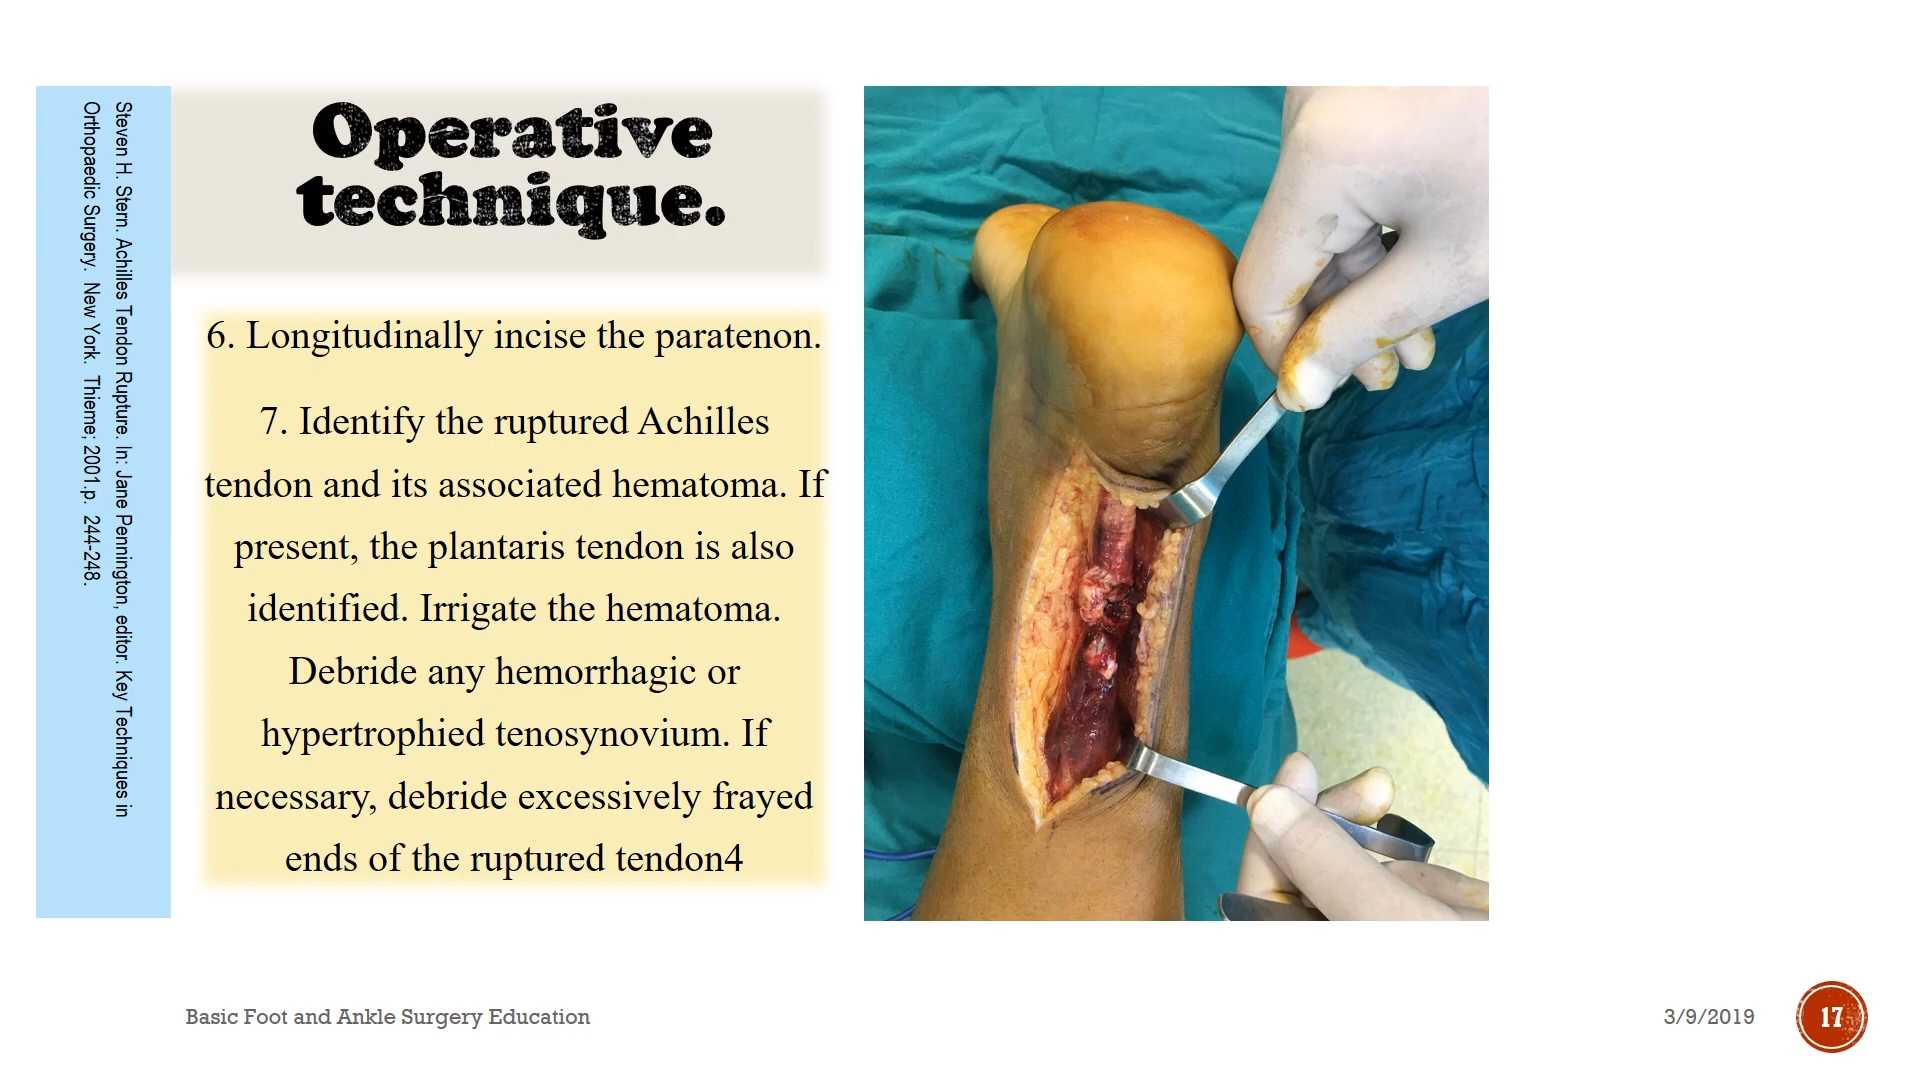 Operative
technique.
Steven H. Stern. Achilles Tendon Rupture. In: Jane Pennington, editor. Key Techniques in
Orthopaedic Surgery. New York. Thieme; 2001.p. 244-248.
6. Longitudinally incise the paratenon.
7. Identify the ruptured Achilles
tendon and its associated hematoma. If
present, the plantaris tendon is also
identified. Irrigate the hematoma.
Debride any hemorrhagic or
hypertrophied tenosynovium. If
necessary, debride excessively frayed
ends of the ruptured tendon4
Basic Foot and Ankle Surgery Education
3/9/2019
17